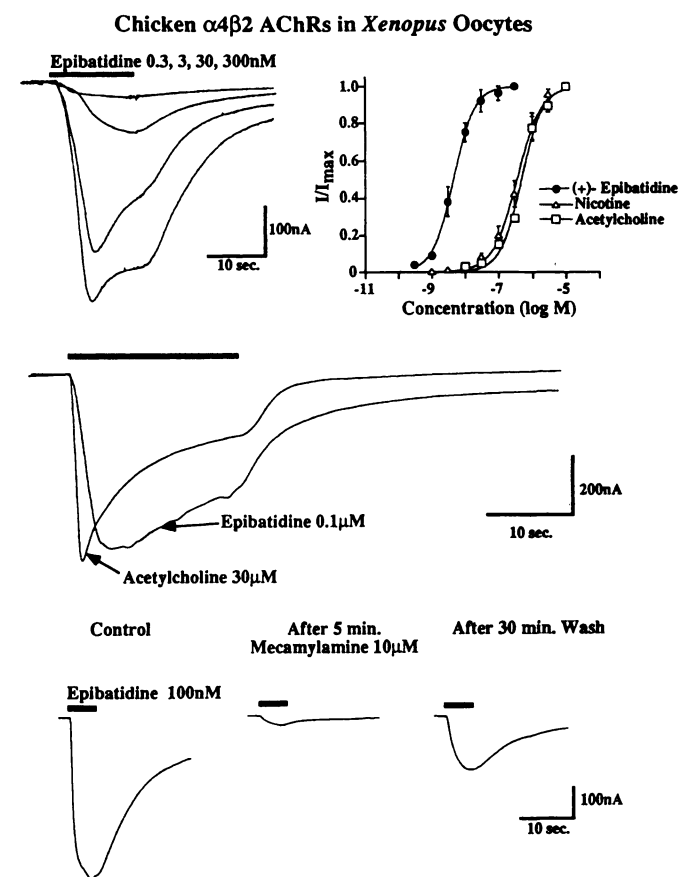 Chicken α4β2 AChRs in Xenopus Oocytes
Epibatidine 0.3, 3, 30, 300nM
100nA
10 sec.
1.0
0.8
0.6
0.4
0.2
0
I/Imax
-11
-9
-7
-5
Concentration (log M)
(+)- Epibatidine
Nicotine
Acetylcholine
200nA
10 sec.
Epibatidine 0.1μM
Acetylcholine 30μM
Control
After 5 min.
Mecamylamine 10μM
After 30 min. Wash
Epibatidine 100nM
100nA
10 sec.